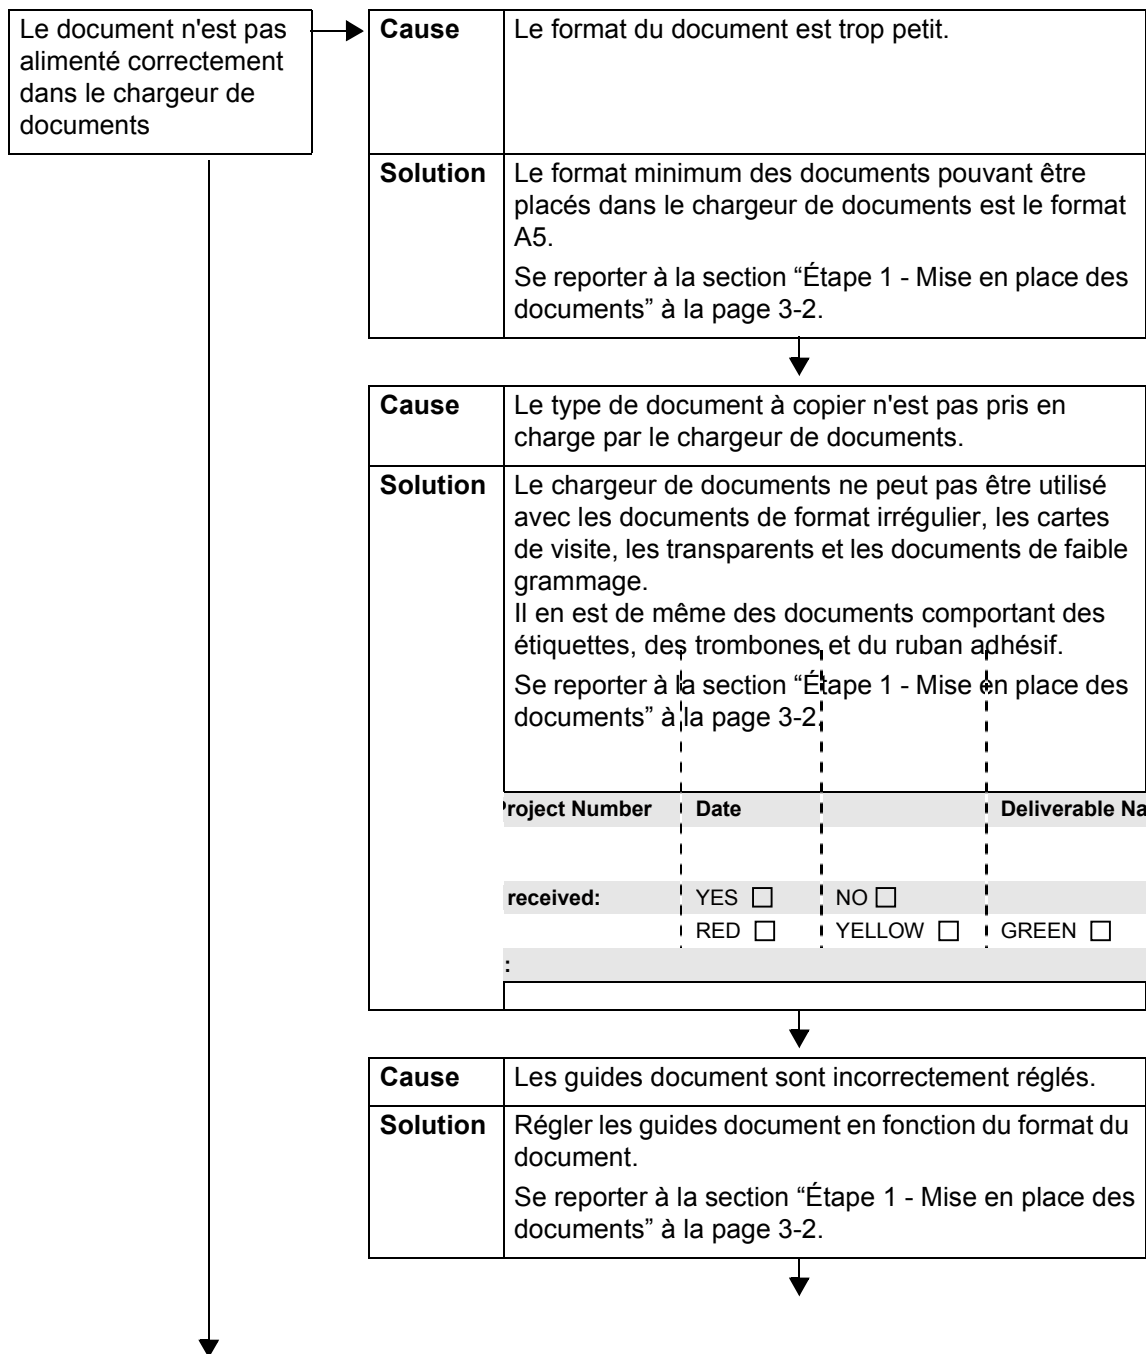 Le document n'est pas
alimenté correctement
dans le chargeur de
documents
Cause
Le format du document est trop petit.
Solution
Le format minimum des documents pouvant être
placés dans le chargeur de documents est le format
A5.
Se reporter à la section “Étape 1 - Mise en place des
documents” à la page 3-2.
Cause
Le type de document à copier n'est pas pris en
charge par le chargeur de documents.
Solution
Le chargeur de documents ne peut pas être utilisé
avec les documents de format irrégulier, les cartes
de visite, les transparents et les documents de faible
grammage.
Il en est de même des documents comportant des
étiquettes, des trombones et du ruban adhésif.
Se reporter à la section “Étape 1 - Mise en place des
documents” à la page 3-2.
Project Number Date Deliverable Na
received: YES NO
RED YELLOW GREEN
:
Cause
Les guides document sont incorrectement réglés.
Solution
Régler les guides document en fonction du format du
document.
Se reporter à la section “Étape 1 - Mise en place des
documents” à la page 3-2.